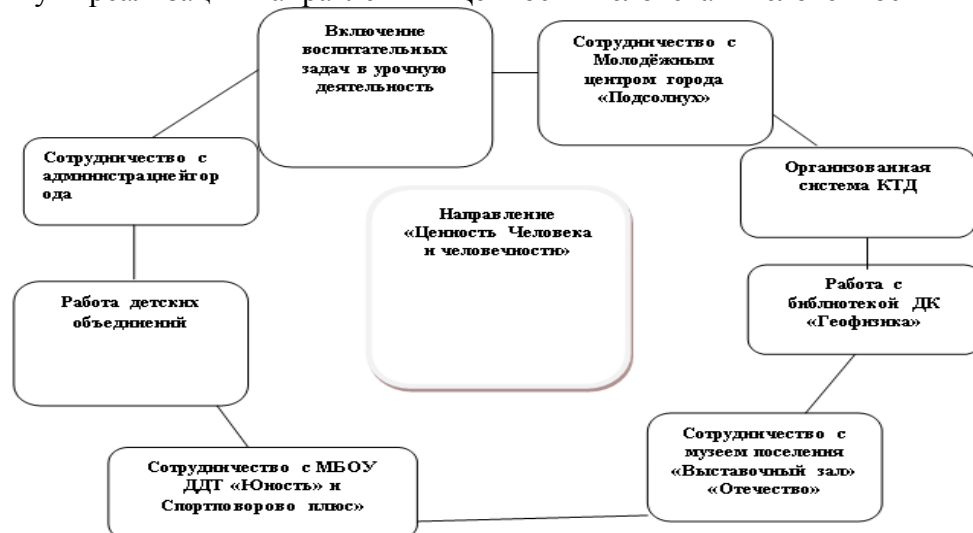 Включение
воспитательных
задач в урочную
деятельность
Сотрудничество с
Молодёжным
центром города
«Подсолнух»
Сотрудничество с
администрациейгор
ода
Организованная
система КТД
Направление
«Ценность Человека
и человечности»
Работа детских
объединений
Работа с
библиотекой ДК
«Геофизика»
Сотрудничество с
музеем поселения
«Выставочный зал»
«Отечество»
Сотрудничество с МБОУ
ДДТ «Юность» и
Спортповорово плюс»